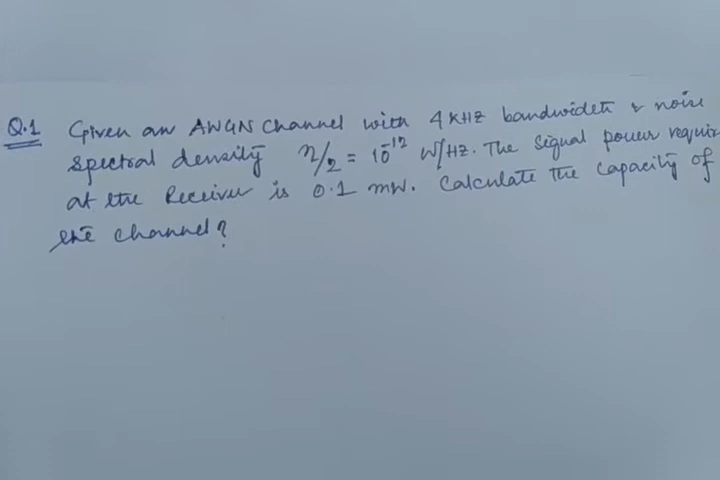 Q.1 Given an AWGN channel with 4 KHZ bandwidth & noise
spectral density η/2 = 10⁻¹² W/HZ. The signal power requir
at the Receiver is 0.1 mW. Calculate the capacity of
the channel?